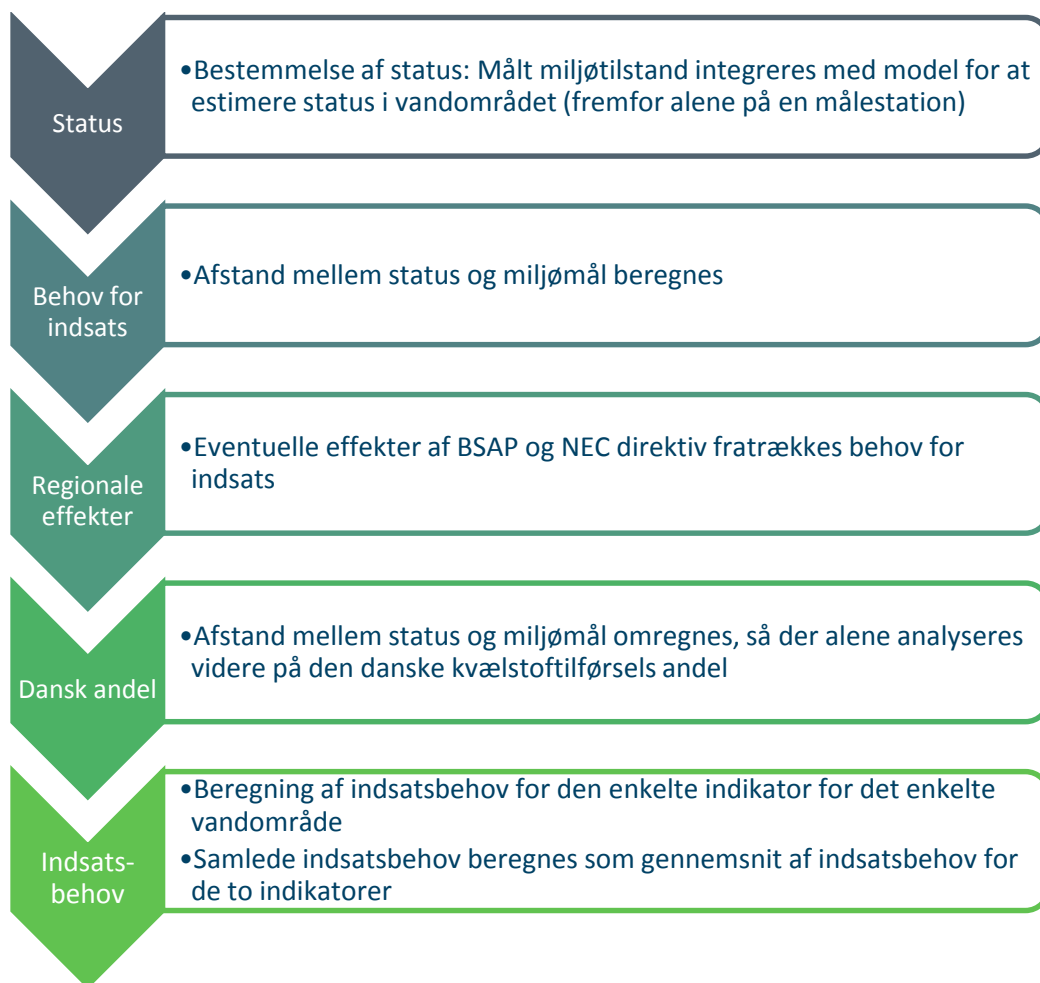 Status
•Bestemmelse af status: Målt miljøtilstand integreres med model for at
estimere status i vandområdet (fremfor alene på en målestation)
Behov for
indsats
•Afstand mellem status og miljømål beregnes
Regionale
effekter
•Eventuelle effekter af BSAP og NEC direktiv fratrækkes behov for
indsats
Dansk andel
•Afstand mellem status og miljømål omregnes, så der alene analyseres
videre på den danske kvælstoftilførsels andel
Indsats-
behov
•Beregning af indsatsbehov for den enkelte indikator for det enkelte
vandområde
•Samlede indsatsbehov beregnes som gennemsnit af indsatsbehov for
de to indikatorer